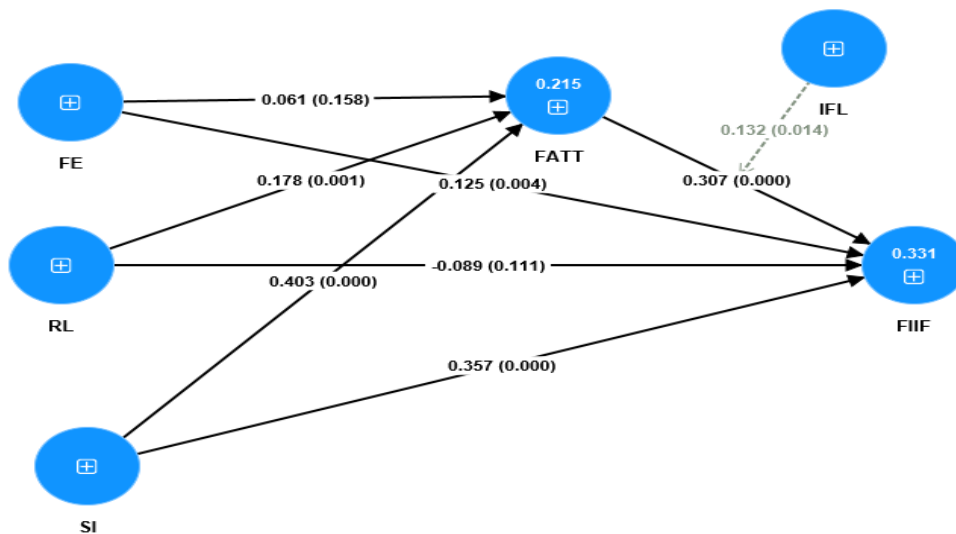 0.215
IFL
0.061 (0.158)
0.132 (0.014)
FATT
FE
0.178 (0.001)
0.125 (0.004)
0.307 (0.000)
0.331
-0.089 (0.111)
0.403 (0.000)
RL
FIIF
0.357 (0.000)
SI